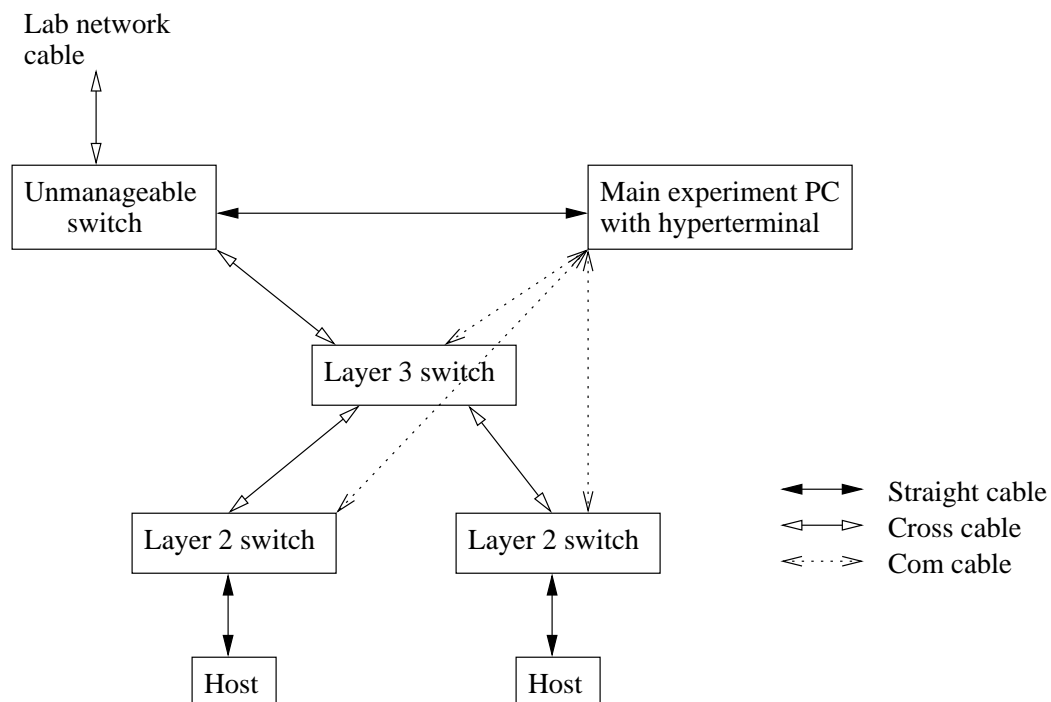 Lab network
cable
Unmanageable
switch
Main experiment PC
with hyperterminal
Layer 3 switch
Layer 2 switch
Layer 2 switch
Host
Host
Straight cable
Cross cable
Com cable